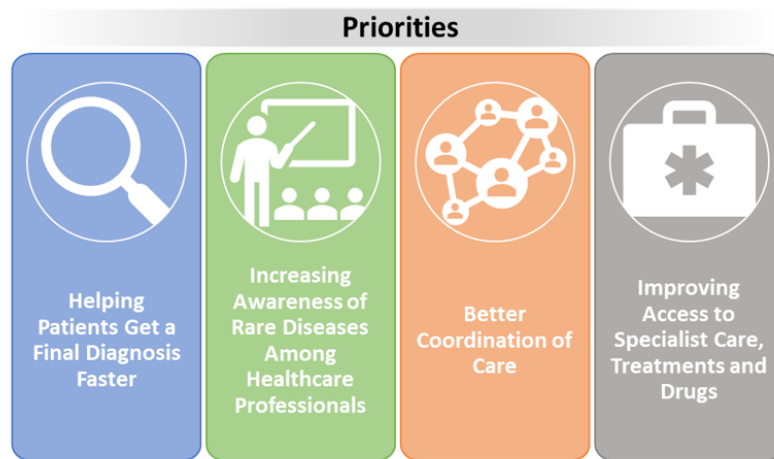 Priorities
Helping
Patients Get a
Final Diagnosis
Faster
Increasing
Awareness of
Rare Diseases
Among
Healthcare
Professionals
Better
Coordination of
Care
Improving
Access to
Specialist Care,
Treatments and
Drugs